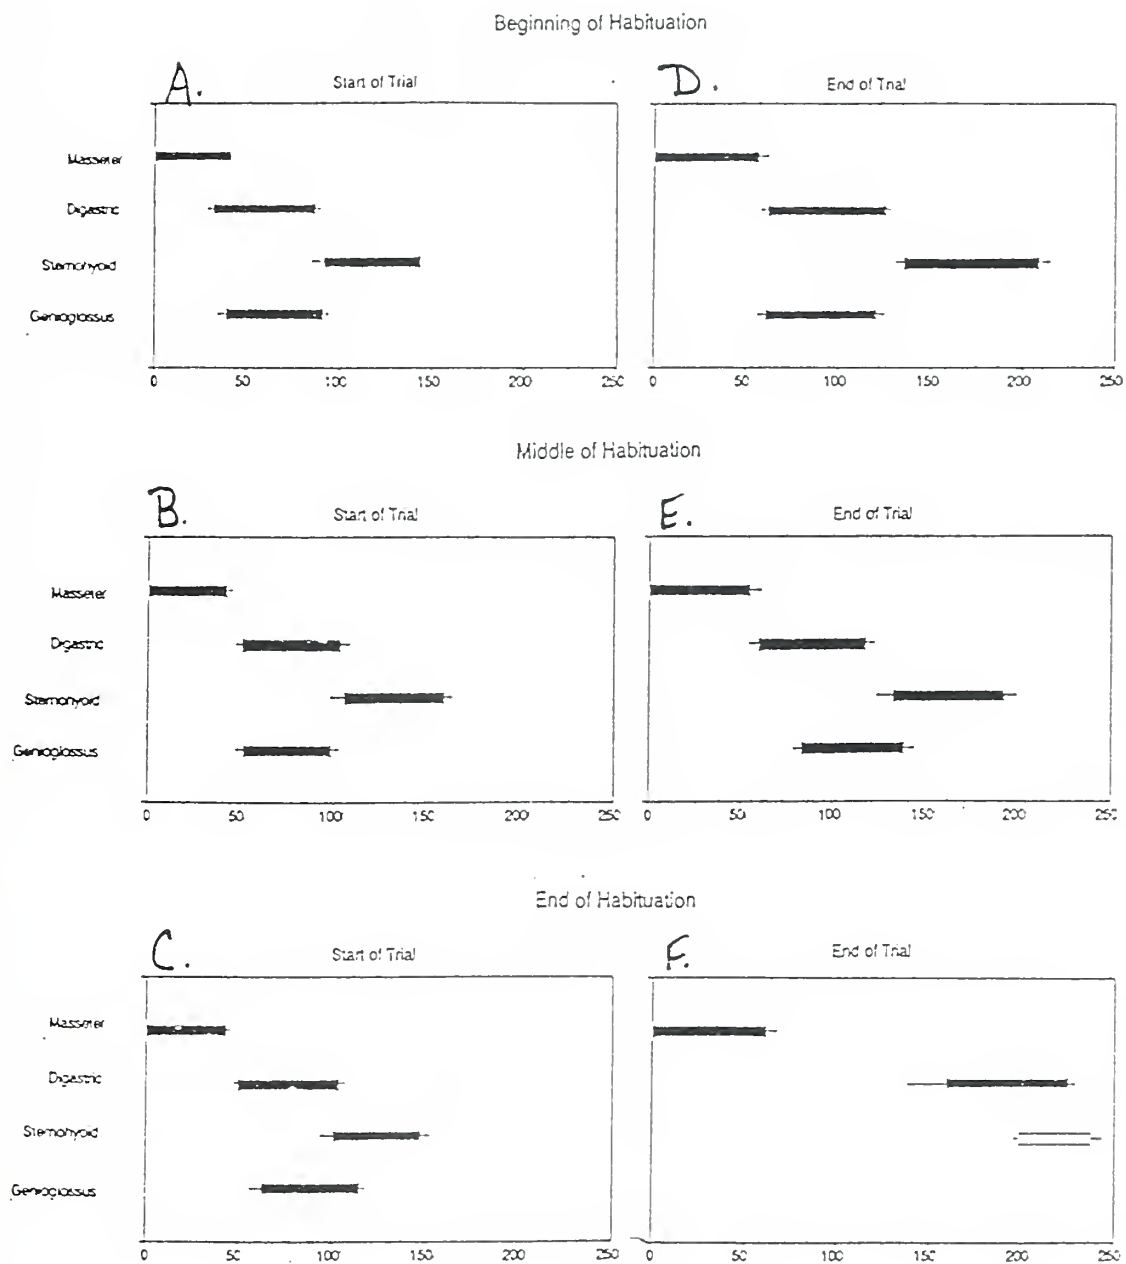 Beginning of Habituation
A. Start of Trial D. End of Trial
Masseter
Digastric
Sternohyoid
Genioglossus
0 50 100 150 200 250 0 50 100 150 200 250
Middle of Habituation
B. Start of Trial E. End of Trial
Masseter
Digastric
Sternohyoid
Genioglossus
0 50 100 150 200 250 0 50 100 150 200 250
End of Habituation
C. Start of Trial F. End of Trial
Masseter
Digastric
Sternohyoid
Genioglossus
0 50 100 150 200 250 0 50 100 150 200 250